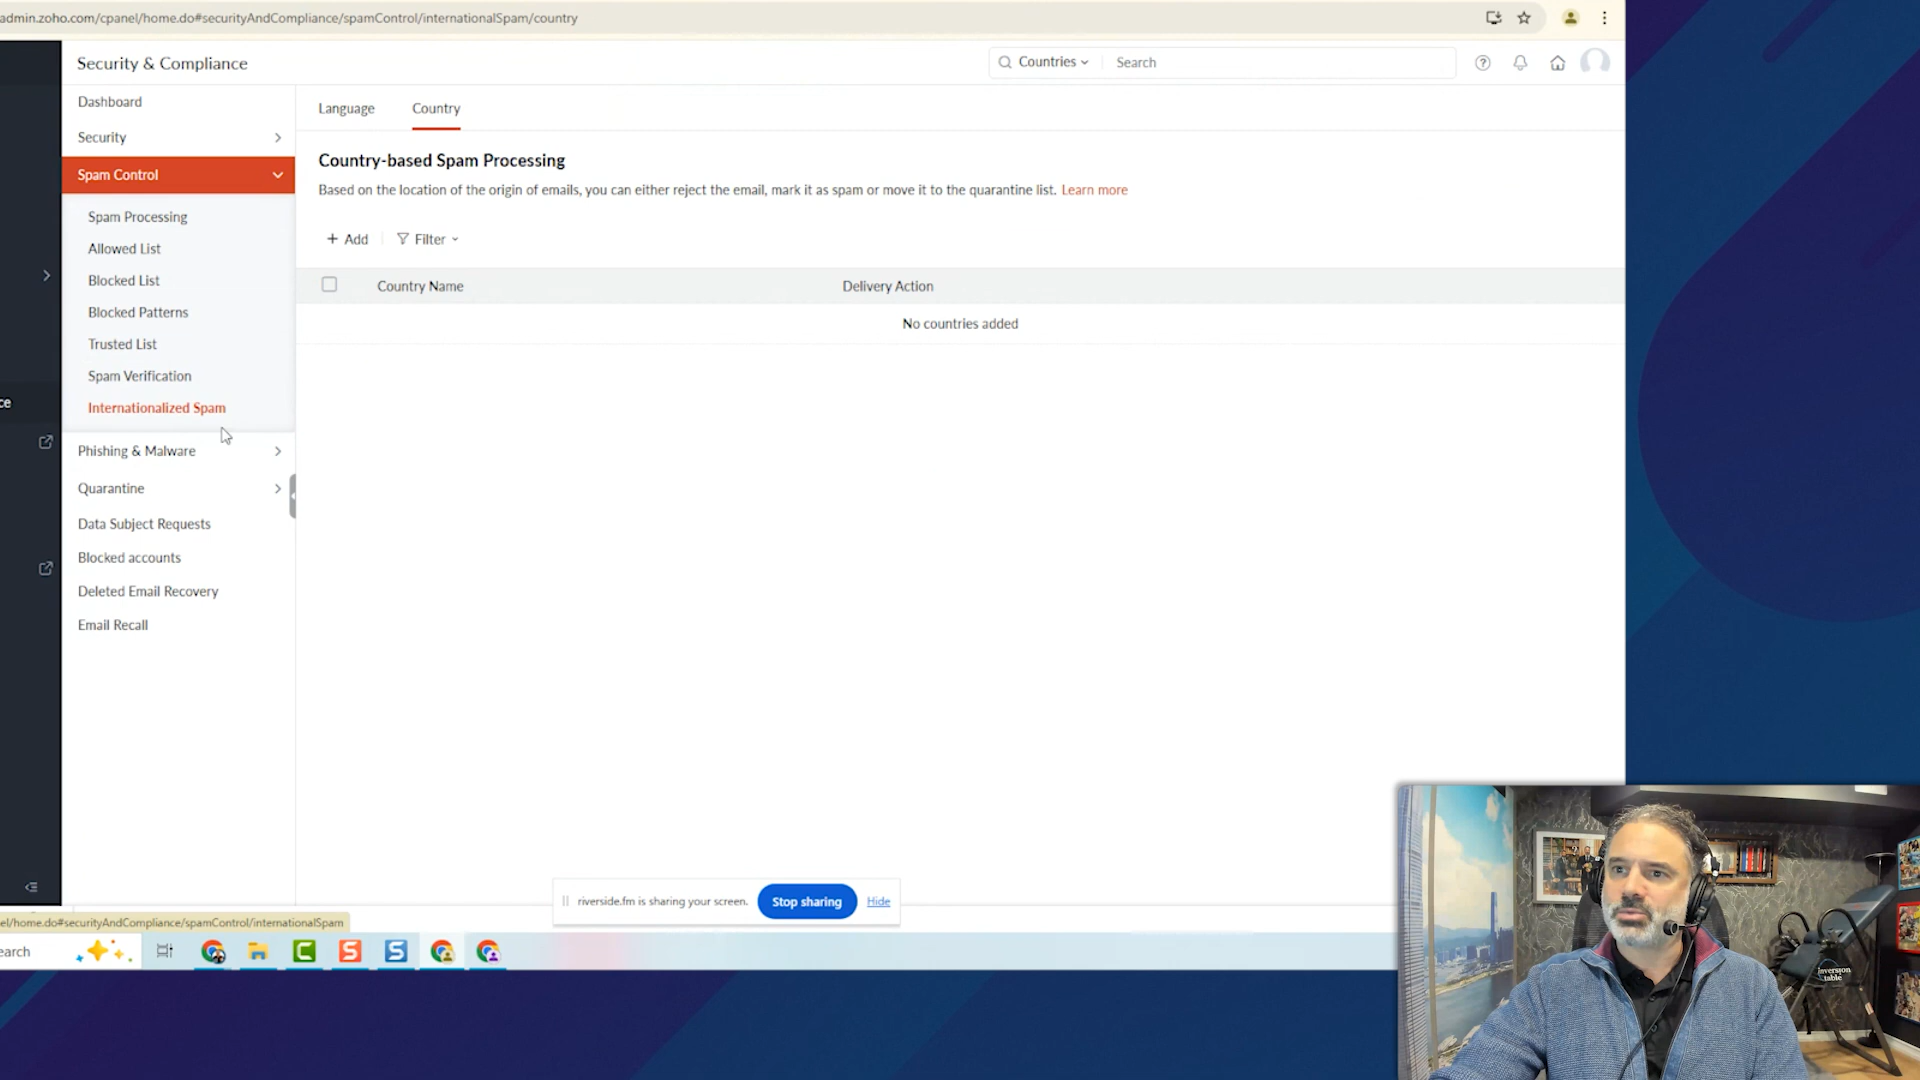 admin.zoho.com/cpanel/home.do#securityAndCompliance/spamControl/internationalSpam/country
Security & Compliance
Countries
Search
Dashboard
Security
Spam Control
Spam Processing
Allowed List
Blocked List
Blocked Patterns
Trusted List
Spam Verification
Internationalized Spam
Phishing & Malware
Quarantine
Data Subject Requests
Blocked accounts
Deleted Email Recovery
Email Recall
ce
Language Country
Country-based Spam Processing
Based on the location of the origin of emails, you can either reject the email, mark it as spam or move it to the quarantine list. Learn more
+ Add Filter
Country Name Delivery Action
No countries added
riverside.fm is sharing your screen. Stop sharing Hide
el/home.do#securityAndCompliance/spamControl/internationalSpam
earch
Inversion
table